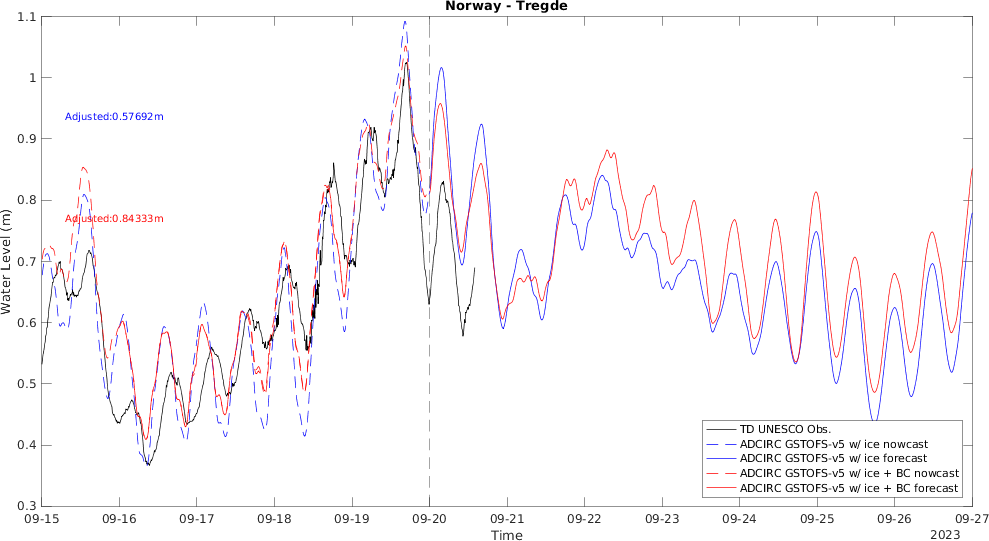 Norway - Tregde
1.1
1
0.9
0.8
0.7
0.6
0.5
0.4
0.3
Water Level (m)
Adjusted:0.57692m
Adjusted:0.84333m
TD UNESCO Obs.
ADCIRC GSTOFS-v5 w/ ice nowcast
ADCIRC GSTOFS-v5 w/ ice forecast
ADCIRC GSTOFS-v5 w/ ice + BC nowcast
ADCIRC GSTOFS-v5 w/ ice + BC forecast
09-15 09-16 09-17 09-18 09-19 09-20 09-21 09-22 09-23 09-24 09-25 09-26 09-27
Time
2023